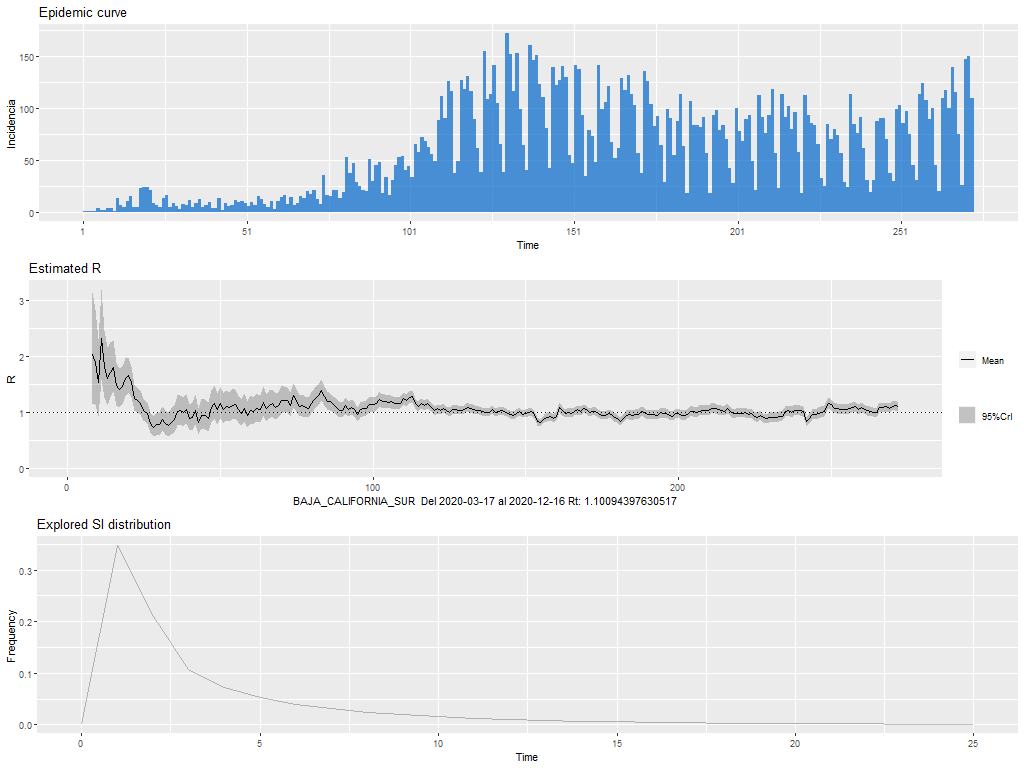 Epidemic curve
150
100
50
0
Incidencia
1
51
101
151
201
251
Time
Estimated R
3
2
1
0
R
Mean
95%CrI
0
100
200
BAJA_CALIFORNIA_SUR Del 2020-03-17 al 2020-12-16 Rt: 1.10094397630517
Explored SI distribution
0.3
0.2
0.1
0.0
Frequency
0
5
10
15
20
25
Time